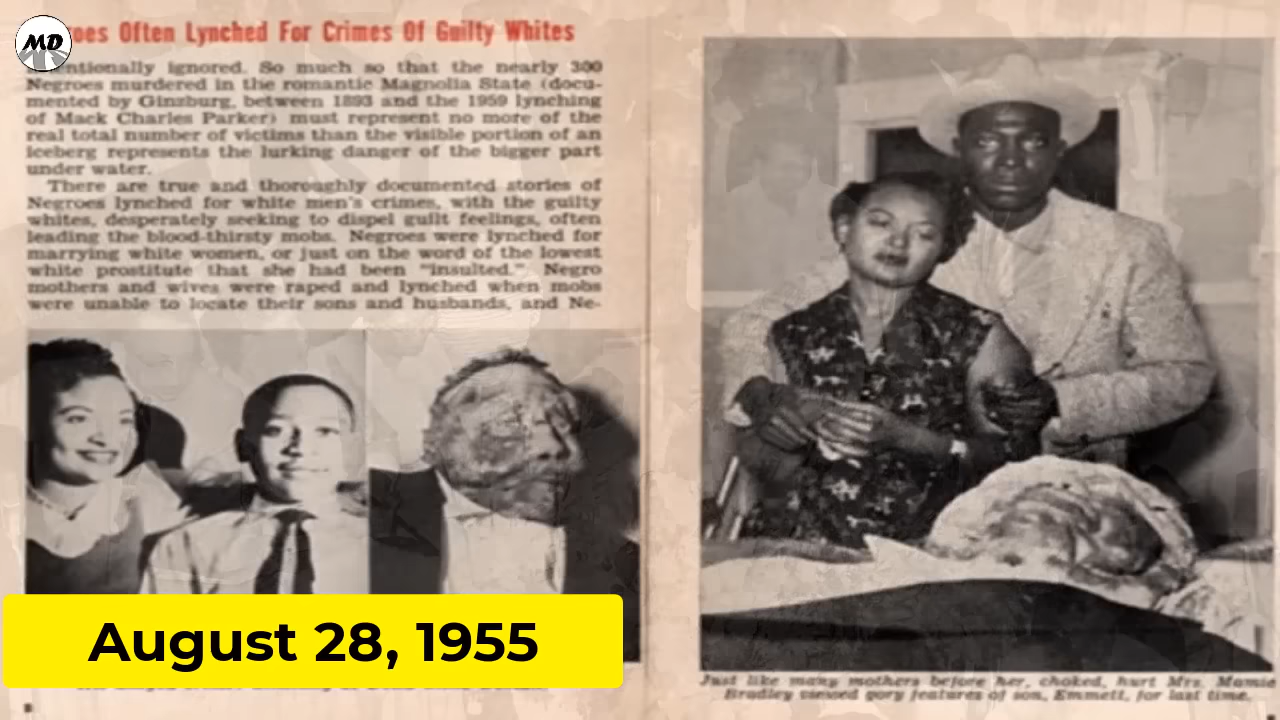 MD
roes Often Lynched For Crimes Of Guilty Whites
entionally ignored. So much so that the nearly 300
Negroes murdered in the romantic Magnolia State (docu-
mented by Ginzburg, between 1893 and the 1959 lynching
of Mack Charles Parker) must represent no more of the
real total number of victims than the visible portion of an
iceberg represents the lurking danger of the bigger part
under water.
There are true and thoroughly documented stories of
Negroes lynched for white men's crimes, with the guilty
whites, desperately seeking to dispel guilt feelings, often
leading the blood-thirsty mobs. Negroes were lynched for
marrying white women, or just on the word of the lowest
white prostitute that she had been "insulted." Negro
mothers and wives were raped and lynched when mobs
were unable to locate their sons and husbands, and Ne-
August 28, 1955
Just like many mothers before her, choked, hurt Mrs. Mamie
Bradley viewed gory features of son, Emmett, for last time.